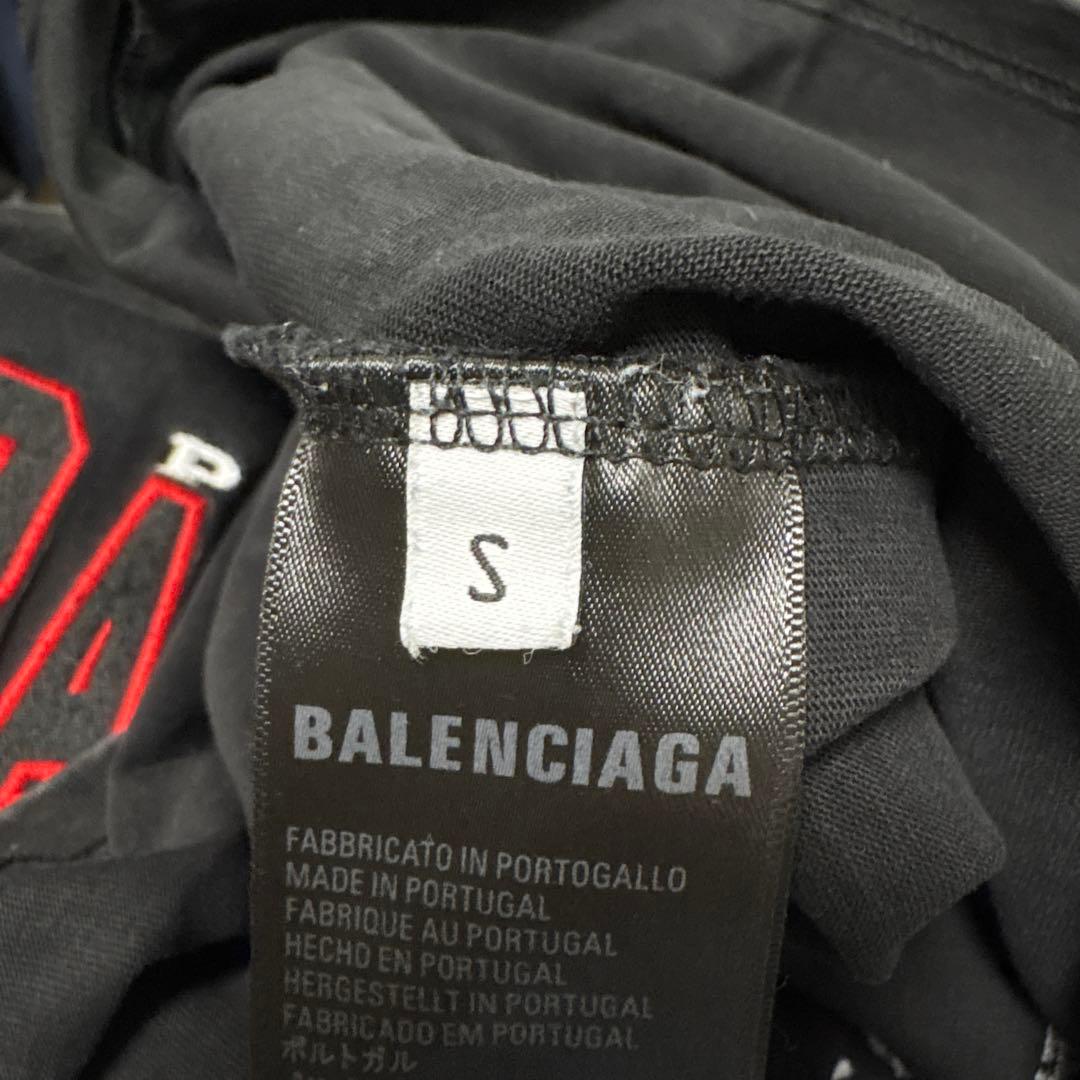 P
S
BALENCIAGA
FABBRICATO IN PORTOGALLO
MADE IN PORTUGAL
FABRIQUE AU PORTUGAL
HECHO EN PORTUGAL
HERGESTELLT IN PORTUGAL
FABRICADO EM PORTUGAL
ポルトガル